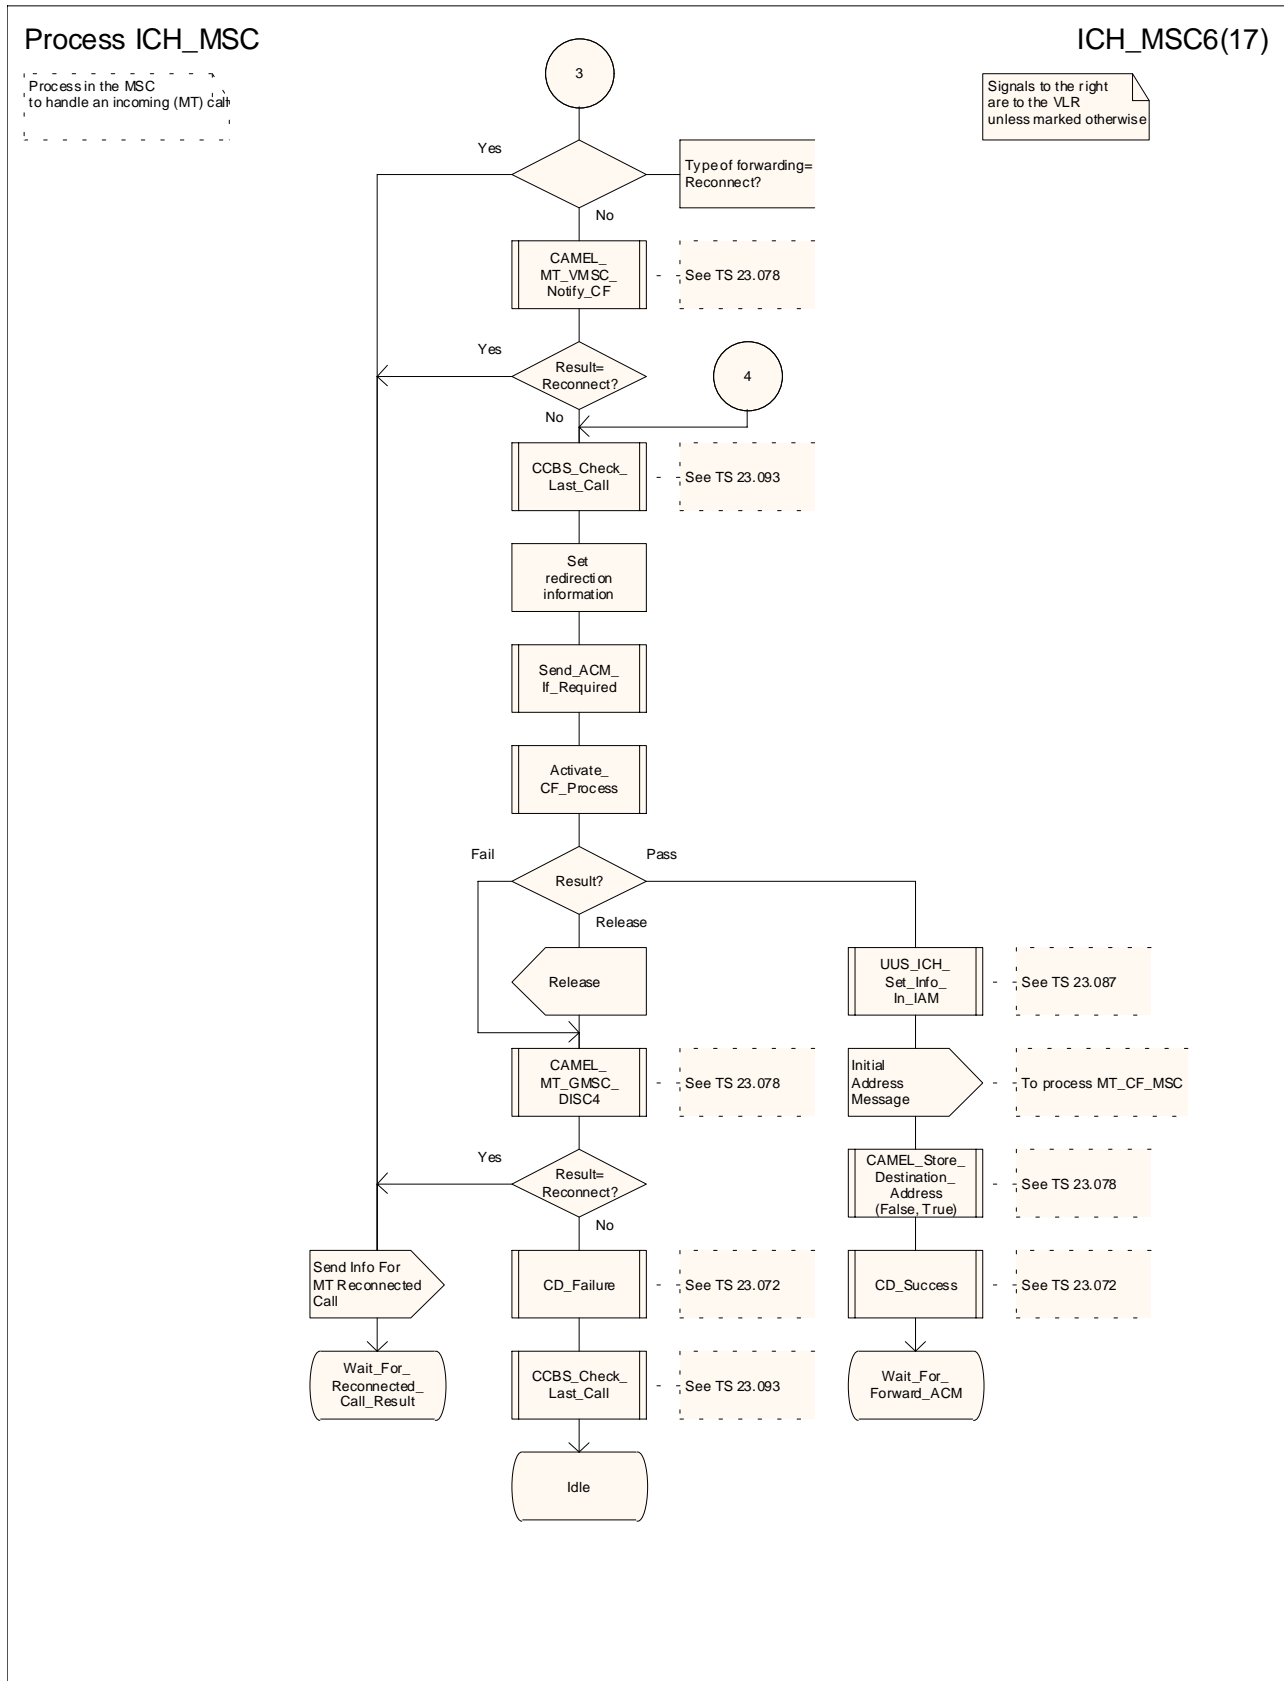 Process ICH_MSC
ICH_MSC6(17)
Process in the MSC
to handle an incoming (MT) call
Signals to the right
are to the VLR
unless marked otherwise
3
Yes
Type of forwarding=
Reconnect?
No
CAMEL_
MT_VMSC_
Notify_CF
See TS 23.078
Yes
Result=
Reconnect?
4
No
CCBS_Check_
Last_Call
See TS 23.093
Set
redirection
information
Send_ACM_
If_Required
Activate_
CF_Process
Fail
Pass
Result?
Release
Release
UUS_ICH_
Set_Info_
In_IAM
See TS 23.087
CAMEL_
MT_GMSC_
DISC4
See TS 23.078
Initial
Address
Message
To process MT_CF_MSC
Yes
Result=
Reconnect?
No
CAMEL_Store_
Destination_
Address
(False, True)
See TS 23.078
Send Info For
MT Reconnected
Call
CD_Failure
See TS 23.072
CD_Success
See TS 23.072
Wait_For_
Reconnected_
Call_Result
CCBS_Check_
Last_Call
See TS 23.093
Wait_For_
Forward_ACM
Idle